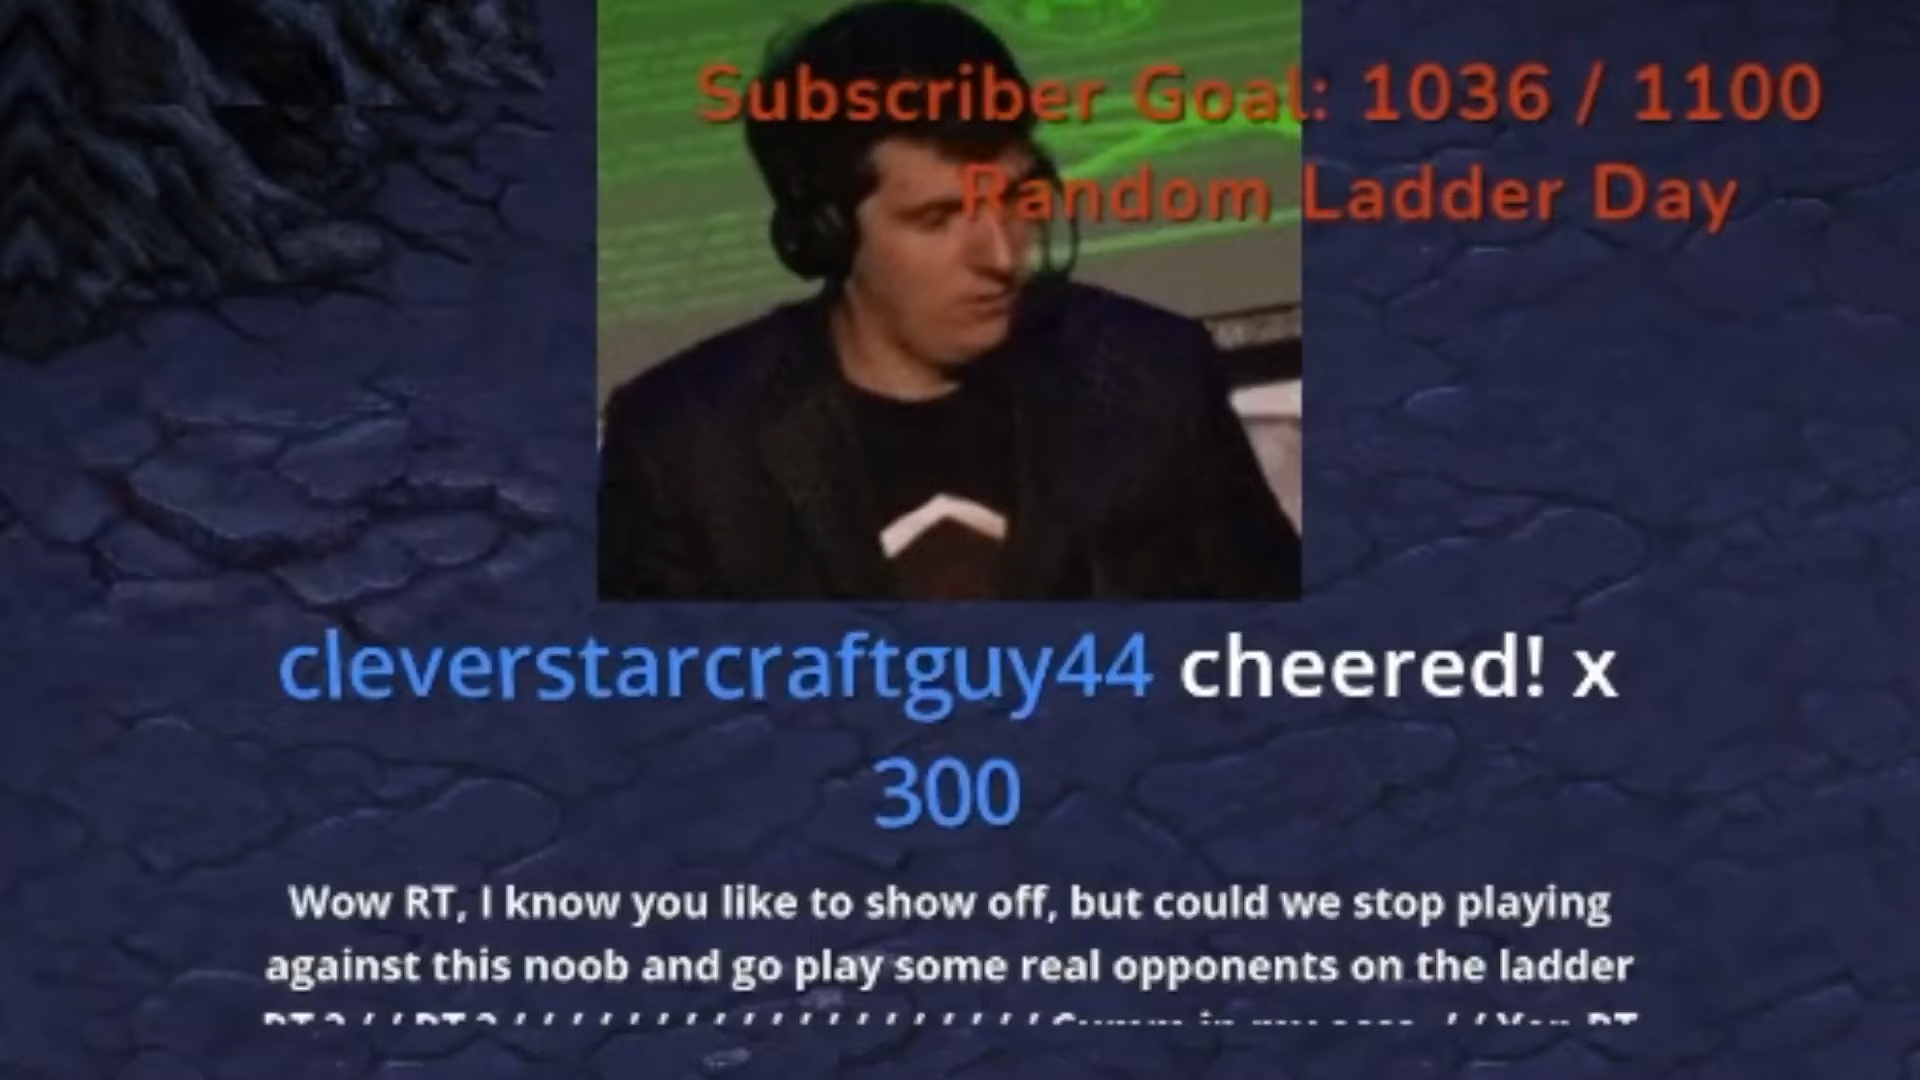 Subscriber Goal: 1036 / 1100
Random Ladder Day
cleverstarcraftguy44 cheered! x
300
Wow RT, I know you like to show off, but could we stop playing
against this noob and go play some real opponents on the ladder